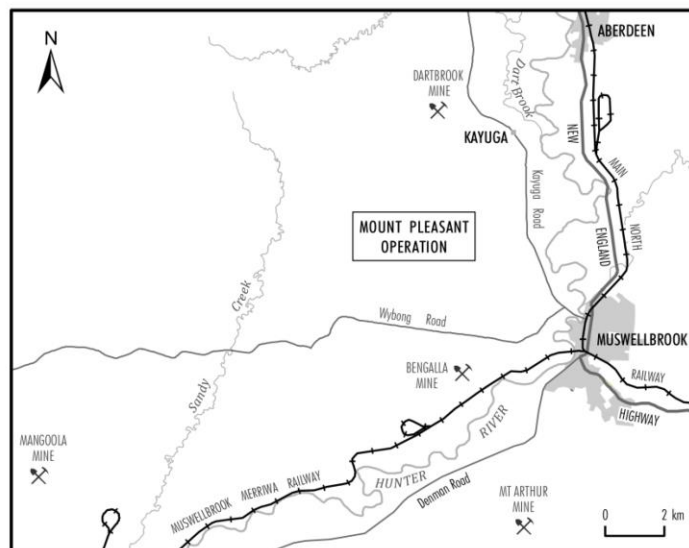 N
ABERDEEN
DARTBROOK
MINE
Dart Brook
KAYUGA
NEW
MAIN
Kayuga Road
MOUNT PLEASANT
OPERATION
NORTH
ENGLAND
Creek
Wybong Road
MUSWELLBROOK
BENGALLA
MINE
RAILWAY
Sandy
HIGHWAY
RIVER
MANGOOLA
MINE
HUNTER
MUSWELLBROOK MERRIWA RAILWAY
Denman Road
MT ARTHUR
MINE
0 2 km